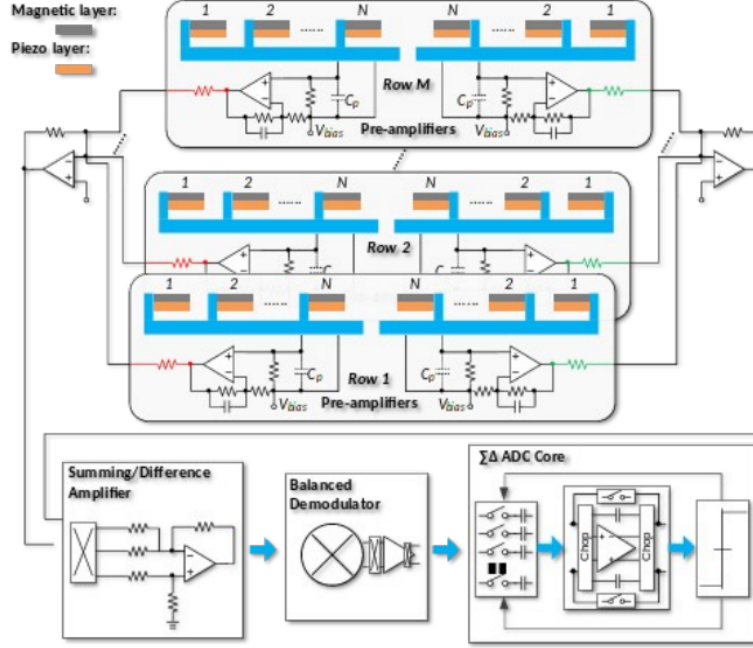 Magnetic layer:
Piezo layer:
1 2 ...... N N ...... 2 1
Row M
Cp Cp
Vbias Pre-amplifiers
1 2 ...... N N ...... 2 1
Row 2
1 2 ...... N N ...... 2 1
Cp Row 1 Cp
Vbias Pre-amplifiers Vbias
Summing/Difference
Amplifier
Balanced
Demodulator
∑Δ ADC Core
Chop Chop